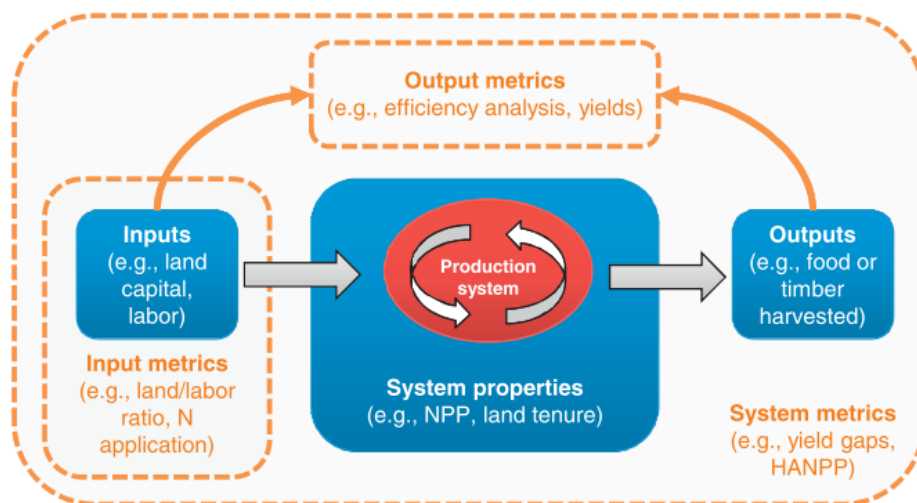 Output metrics
(e.g., efficiency analysis, yields)
Inputs
(e.g., land
capital,
labor)
Input metrics
(e.g., land/labor
ratio, N
application)
Production
system
System properties
(e.g., NPP, land tenure)
Outputs
(e.g., food or
timber
harvested)
System metrics
(e.g., yield gaps,
HANPP)